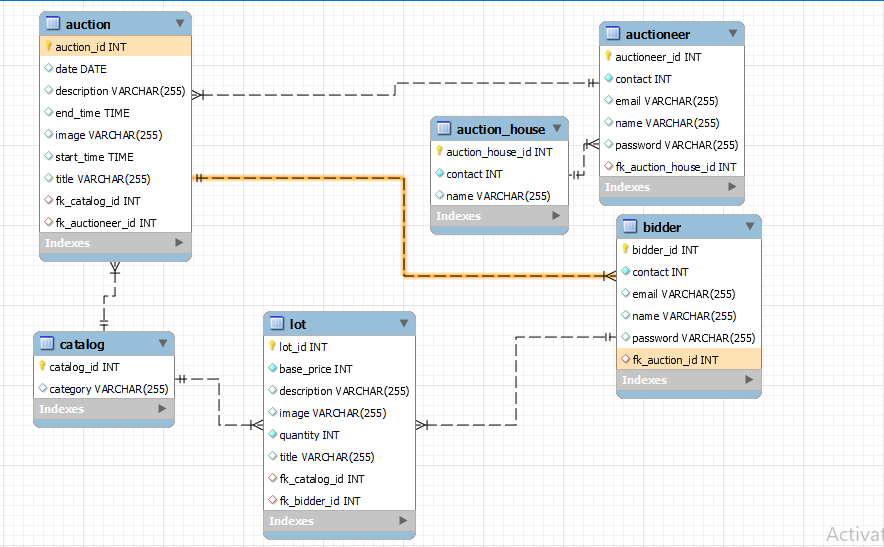 auction
auction_id INT
date DATE
description VARCHAR(255)
end_time TIME
image VARCHAR(255)
start_time TIME
title VARCHAR(255)
fk_catalog_id INT
fk_auctioneer_id INT
Indexes
auctioneer
auctioneer_id INT
contact INT
email VARCHAR(255)
name VARCHAR(255)
password VARCHAR(255)
fk_auction_house_id INT
Indexes
auction_house
auction_house_id INT
contact INT
name VARCHAR(255)
Indexes
bidder
bidder_id INT
contact INT
email VARCHAR(255)
name VARCHAR(255)
password VARCHAR(255)
fk_auction_id INT
Indexes
catalog
catalog_id INT
category VARCHAR(255)
Indexes
lot
lot_id INT
base_price INT
description VARCHAR(255)
image VARCHAR(255)
quantity INT
title VARCHAR(255)
fk_catalog_id INT
fk_bidder_id INT
Indexes
Activat